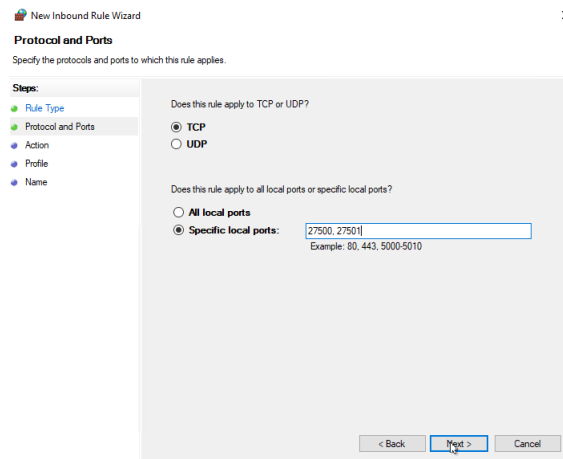 New Inbound Rule Wizard
Protocol and Ports
Specify the protocols and ports to which this rule applies.
Steps:
Rule Type
Protocol and Ports
Action
Profile
Name
Does this rule apply to TCP or UDP?
TCP
UDP
Does this rule apply to all local ports or specific local ports?
All local ports
Specific local ports:
27500, 27501
Example: 80, 443, 5000-5010
< Back
Next >
Cancel